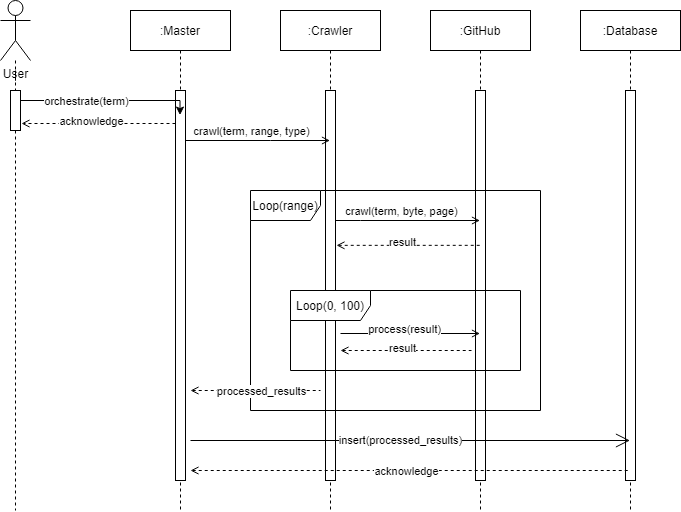 :Master
:Crawler
:GitHub
:Database
User
orchestrate(term)
acknowledge
crawl(term, range, type)
Loop(range)
crawl(term, byte, page)
result
Loop(0, 100)
process(result)
result
processed_results
insert(processed_results)
acknowledge